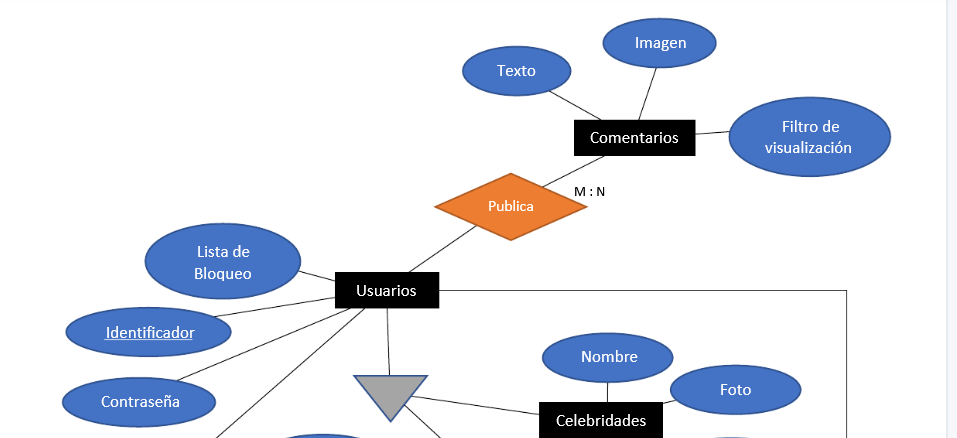 Imagen
Texto
Comentarios
Filtro de
visualización
M : N
Publica
Lista de
Bloqueo
Usuarios
Identificador
Nombre
Foto
Contraseña
Celebridades